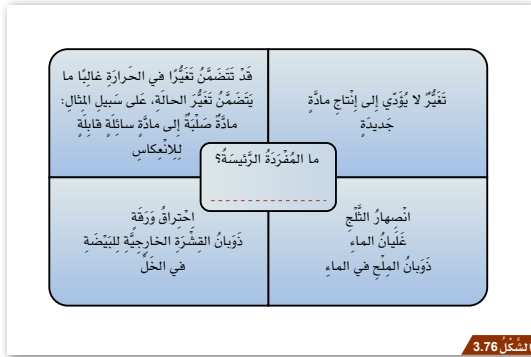 تَغَيُّرٌ لا يُؤَدّي إلى إنْتاجِ مادَّةٍ
جَديدَةٍ
قَدْ تَتَضَمَّنُ تَغَيُّرًا في الحَرارَةِ غالِبًا ما
يَتَضَمَّنُ تَغَيُّرَ الحالَةِ، عَلى سَبيلِ المِثالِ:
مادَّةٌ صَلْبَةٌ إلى مادَّةٍ سائِلَةٍ قابِلَةٍ
لِلِانْعِكاسِ
ما المُفْرَدَةُ الرَّئيسَةُ؟
انْصِهارُ الثَّلْجِ
غَلَيانُ الماءِ
ذَوَبانُ المِلْحِ في الماءِ
احْتِراقُ وَرَقَةٍ
ذَوَبانُ القِشْرَةِ الخارِجِيَّةِ لِلبَيْضَةِ
في الخَلِّ
الشَّكْلُ 3.76